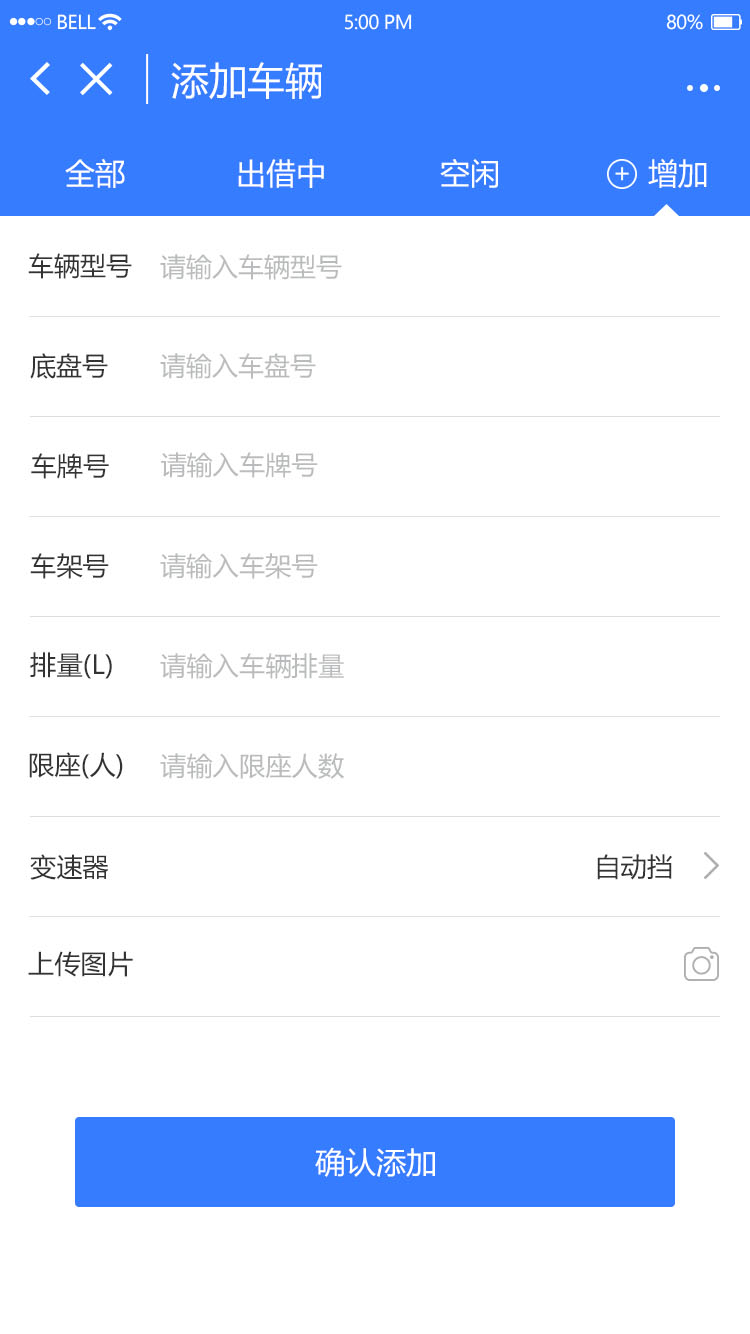 BELL 5:00 PM 80%
添加车辆
全部 出借中 空闲 增加
车辆型号 请输入车辆型号
底盘号 请输入车盘号
车牌号 请输入车牌号
车架号 请输入车架号
排量(L) 请输入车辆排量
限座(人) 请输入限座人数
变速器 自动挡
上传图片
确认添加